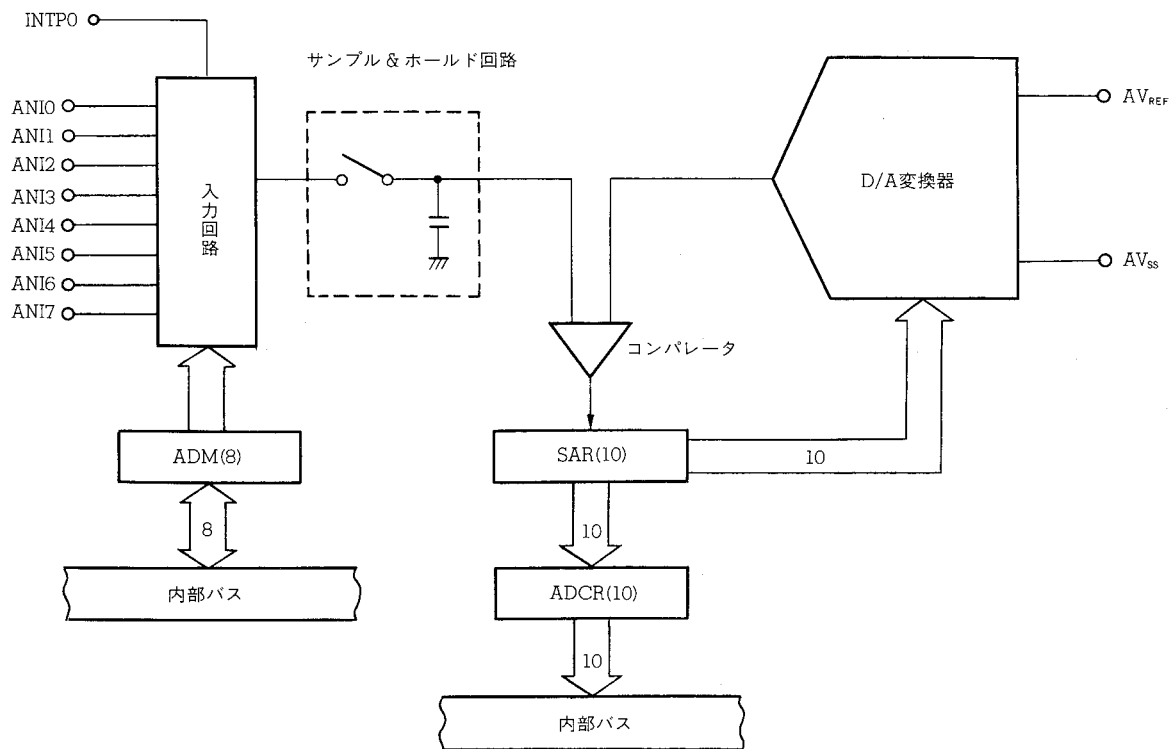 INTP0
サンプル & ホールド回路
ANI0
ANI1
ANI2
ANI3
ANI4
ANI5
ANI6
ANI7
入力回路
D/A変換器
AVREF
AVSS
コンパレータ
ADM(8)
SAR(10)
10
8
10
内部バス
ADCR(10)
10
内部バス